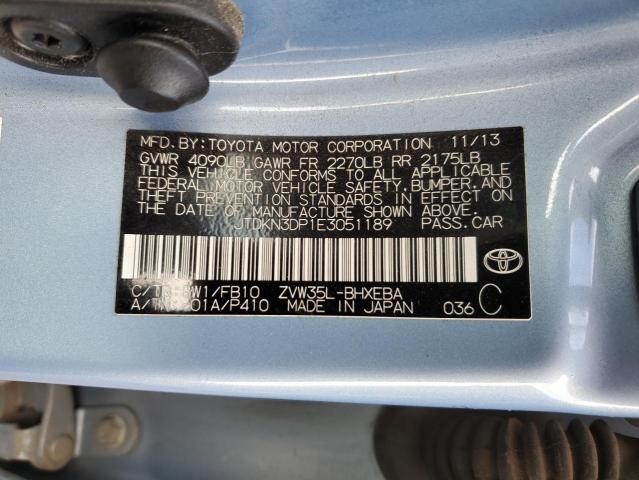 MFD.BY: TOYOTA MOTOR CORPORATION 11/13
GVWR 4090LB GAWR FR 2270LB RR 2175LB
THIS VEHICLE CONFORMS TO ALL APPLICABLE
FEDERAL MOTOR VEHICLE SAFETY, BUMPER, AND
THEFT PREVENTION STANDARDS IN EFFECT ON
THE DATE OF MANUFACTURE SHOWN ABOVE.
JTDKN3DP1E3051189 PASS.CAR
ZVW35L-BHXEBA
MADE IN JAPAN 036 C